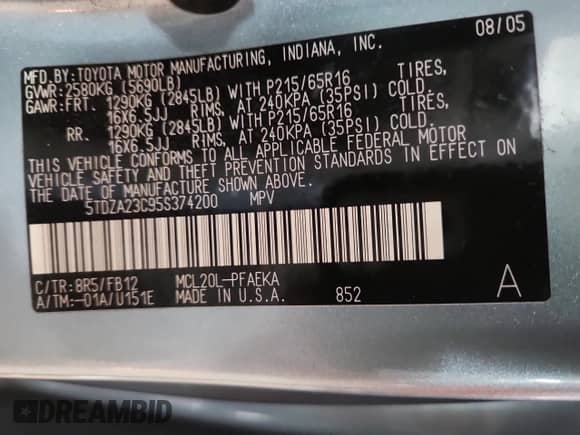 08/05
MFD.BY:TOYOTA MOTOR MANUFACTURING, INDIANA, INC.
GVWR:2580KG (5690LB)
GAWR:FRT. 1290KG (2845LB) WITH P215/65R16 TIRES,
16X6.5JJ RIMS, AT 240KPA (35PSI) COLD.
RR. 1290KG (2845LB) WITH P215/65R16 TIRES,
16X6.5JJ RIMS, AT 240KPA (35PSI) COLD.
THIS VEHICLE CONFORMS TO ALL APPLICABLE FEDERAL MOTOR
VEHICLE SAFETY AND THEFT PREVENTION STANDARDS IN EFFECT ON
THE DATE OF MANUFACTURE SHOWN ABOVE.
5TDZA23C95S374200 MPV
C/TR:8R5/FB12 MCL20L-PFAEKA
A/TM:-01A/U151E MADE IN U.S.A. 852 A
DREAMBID